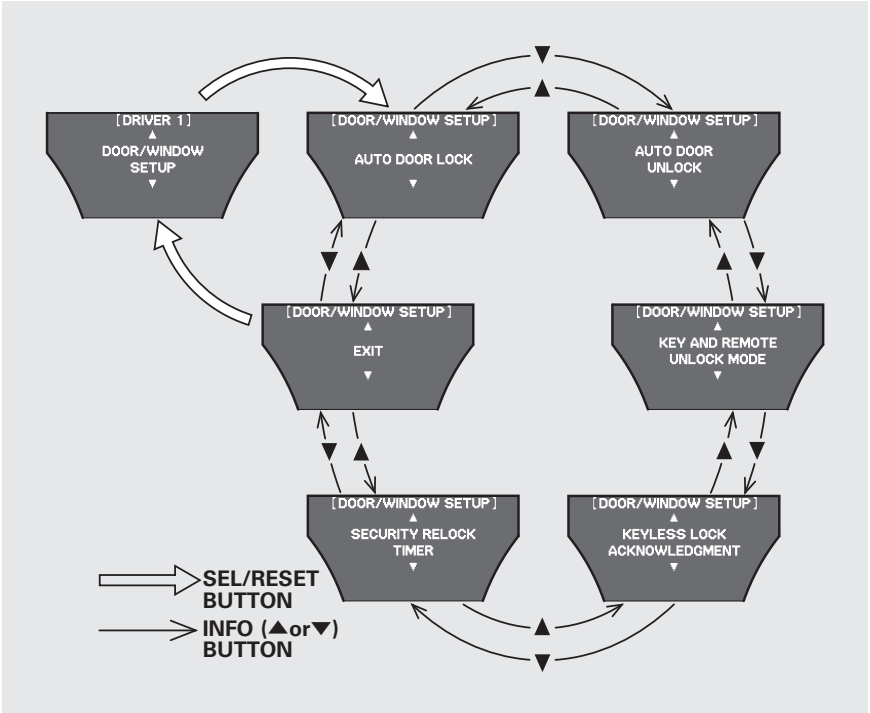 [DRIVER 1]
▲
DOOR/WINDOW
SETUP
▼
[DOOR/WINDOW SETUP]
▲
AUTO DOOR LOCK
▼
▼
▲
[DOOR/WINDOW SETUP]
▲
AUTO DOOR
UNLOCK
▼
▼
▲
▲
▼
[DOOR/WINDOW SETUP]
▲
EXIT
▼
[DOOR/WINDOW SETUP]
▲
KEY AND REMOTE
UNLOCK MODE
▼
▼
▲
▲
▼
[DOOR/WINDOW SETUP]
▲
SECURITY RELOCK
TIMER
▼
[DOOR/WINDOW SETUP]
▲
KEYLESS LOCK
ACKNOWLEDGMENT
▼
▲
▼
SEL/RESET
BUTTON
INFO (▲or▼)
BUTTON